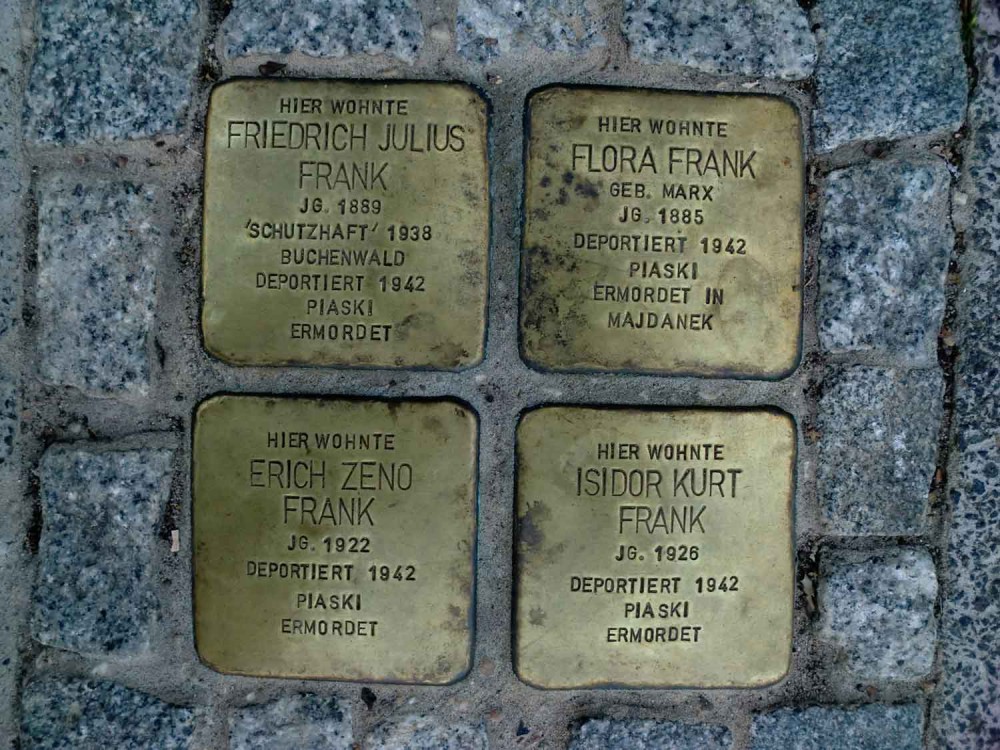 HIER WOHNTE
FRIEDRICH JULIUS
FRANK
JG. 1889
'SCHUTZHAFT' 1938
BUCHENWALD
DEPORTIERT 1942
PIASKI
ERMORDET
HIER WOHNTE
FLORA FRANK
GEB. MARX
JG. 1885
DEPORTIERT 1942
PIASKI
ERMORDET IN
MAJDANEK
HIER WOHNTE
ERICH ZENO
FRANK
JG. 1922
DEPORTIERT 1942
PIASKI
ERMORDET
HIER WOHNTE
ISIDOR KURT
FRANK
JG. 1926
DEPORTIERT 1942
PIASKI
ERMORDET